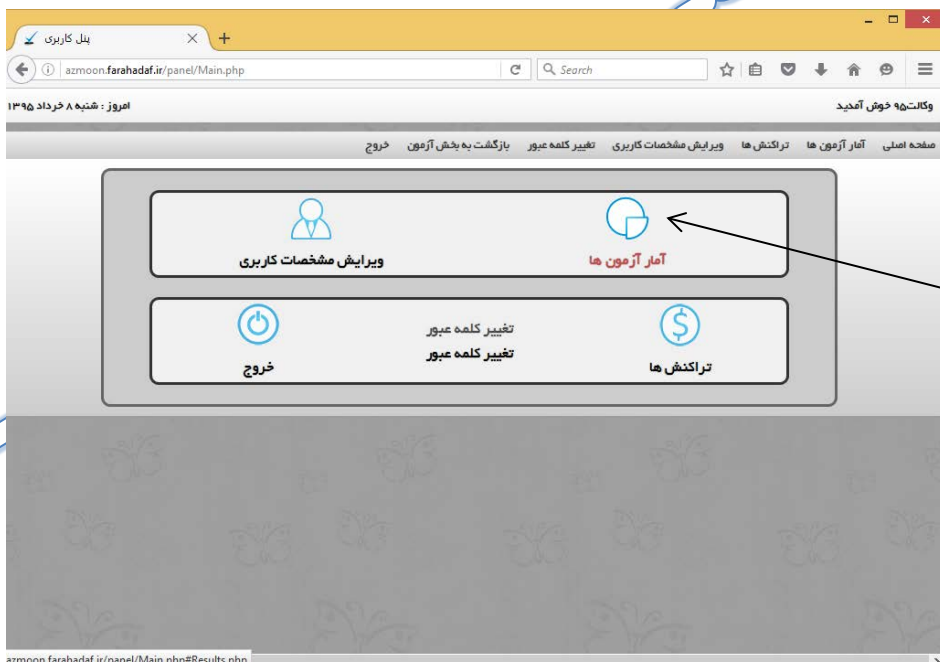 پنل کاربری
azmoon.farahadaf.ir/panel/Main.php
Search
وکالت۹۵ خوش آمدید
امروز : شنبه ۸ خرداد ۱۳۹۵
صفحه اصلی آمار آزمون ها تراکنش ها ویرایش مشخصات کاربری تغییر کلمه عبور بازگشت به بخش آزمون خروج
آمار آزمون ها ویرایش مشخصات کاربری
تغییر کلمه عبور
تراکنش ها تغییر کلمه عبور خروج
azmoon.farahadaf.ir/panel/Main.php#Results.php